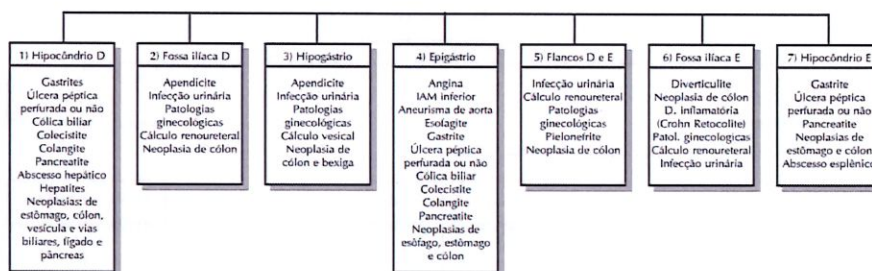 1) Hipocôndrio D
Gastrites
Úlcera péptica
perfurada ou não
Cólica biliar
Colecistite
Colangite
Pancreatite
Abscesso hepático
Hepatites
Neoplasias: de
estômago, cólon,
vesícula e vias
biliares, fígado e
pâncreas
2) Fossa ilíaca D
Apendicite
Infecção urinária
Patologias
ginecológicas
Cálculo renoureteral
Neoplasia de cólon
3) Hipogástrio
Apendicite
Infecção urinária
Patologias
ginecológicas
Cálculo vesical
Neoplasia de
cólon e bexiga
4) Epigástrio
Angina
IAM inferior
Aneurisma de aorta
Esofagite
Gastrite
Úlcera péptica
perfurada ou não
Cólica biliar
Colecistite
Colangite
Pancreatite
Neoplasias de
esôfago, estômago
e cólon
5) Flancos D e E
Infecção urinária
Cálculo renoureteral
Patologias
ginecológicas
Pielonefrite
Neoplasia de cólon
6) Fossa ilíaca E
Diverticulite
Neoplasia de cólon
D. Inflamatória
(Crohn Retocolite)
Patol. ginecologicas
Cálculo renoureteral
Infecção urinária
7) Hipocôndrio E
Gastrite
Úlcera péptica
perfurada ou não
Pancreatite
Neoplasias de
estômago e cólon
Abscesso esplênico